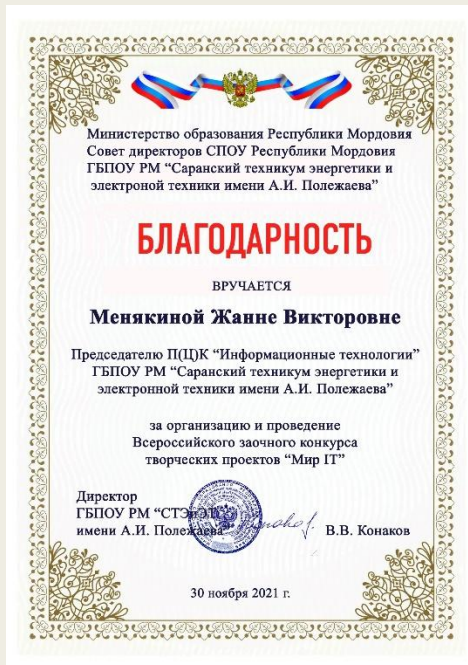 Министерство образования Республики Мордовия
Совет директоров СПОУ Республики Мордовия
ГБПОУ РМ “Саранский техникум энергетики и
электроной техники имени А.И. Полежаева”
БЛАГОДАРНОСТЬ
ВРУЧАЕТСЯ
Менякиной Жанне Викторовне
Председателю П(Ц)К “Информационные технологии”
ГБПОУ РМ “Саранский техникум энергетики и
электронной техники имени А.И. Полежаева”
за организацию и проведение
Всероссийского заочного конкурса
творческих проектов “Мир IT”
Директор
ГБПОУ РМ “СТЭиЭТ
имени А.И. Полежаева” В.В. Конаков
30 ноября 2021 г.